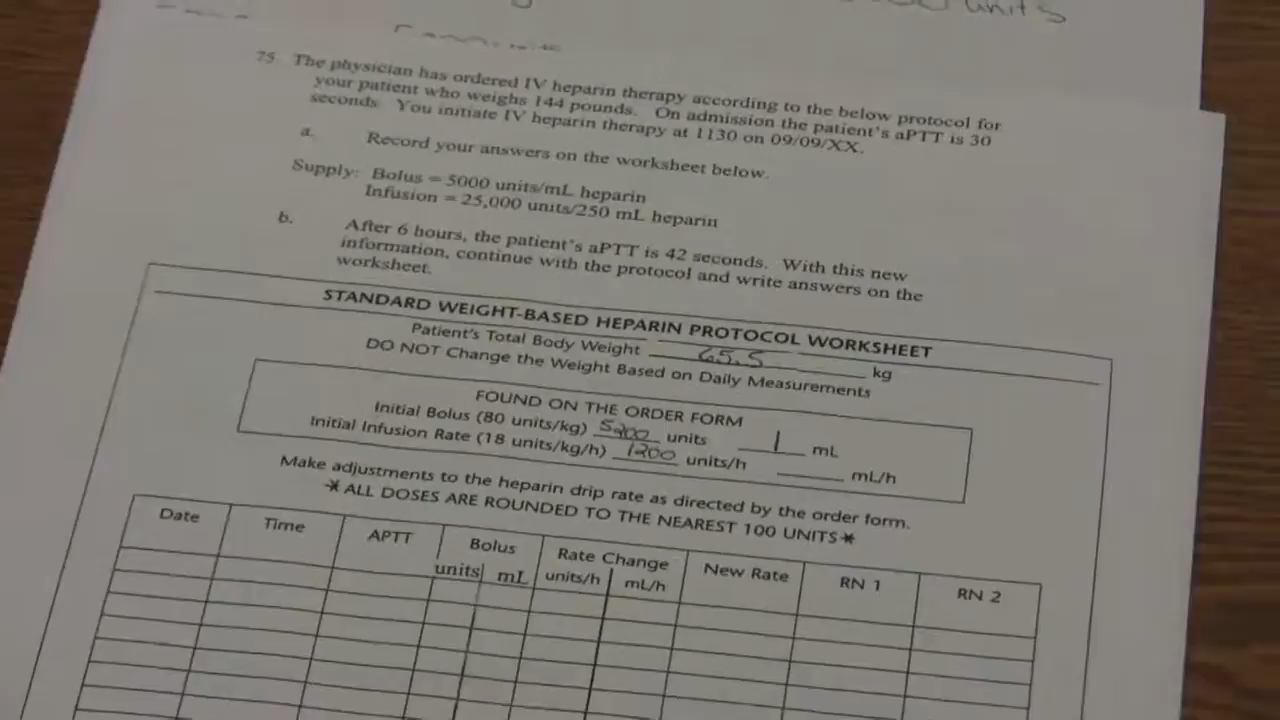 units
75. The physician has ordered IV heparin therapy according to the below protocol for
your patient who weighs 144 pounds. On admission the patient's aPTT is 30
seconds. You initiate IV heparin therapy at 1130 on 09/09/XX.
a. Record your answers on the worksheet below.
Supply: Bolus = 5000 units/mL heparin
Infusion = 25,000 units/250 mL heparin
b. After 6 hours, the patient's aPTT is 42 seconds. With this new
information, continue with the protocol and write answers on the
worksheet.
STANDARD WEIGHT-BASED HEPARIN PROTOCOL WORKSHEET
Patient's Total Body Weight 65.5 kg
DO NOT Change the Weight Based on Daily Measurements
FOUND ON THE ORDER FORM
Initial Bolus (80 units/kg) 5200 units 1 mL
Initial Infusion Rate (18 units/kg/h) 1200 units/h mL/h
Make adjustments to the heparin drip rate as directed by the order form.
*ALL DOSES ARE ROUNDED TO THE NEAREST 100 UNITS*
Date Time APTT Bolus Rate Change New Rate RN 1 RN 2
units mL units/h mL/h